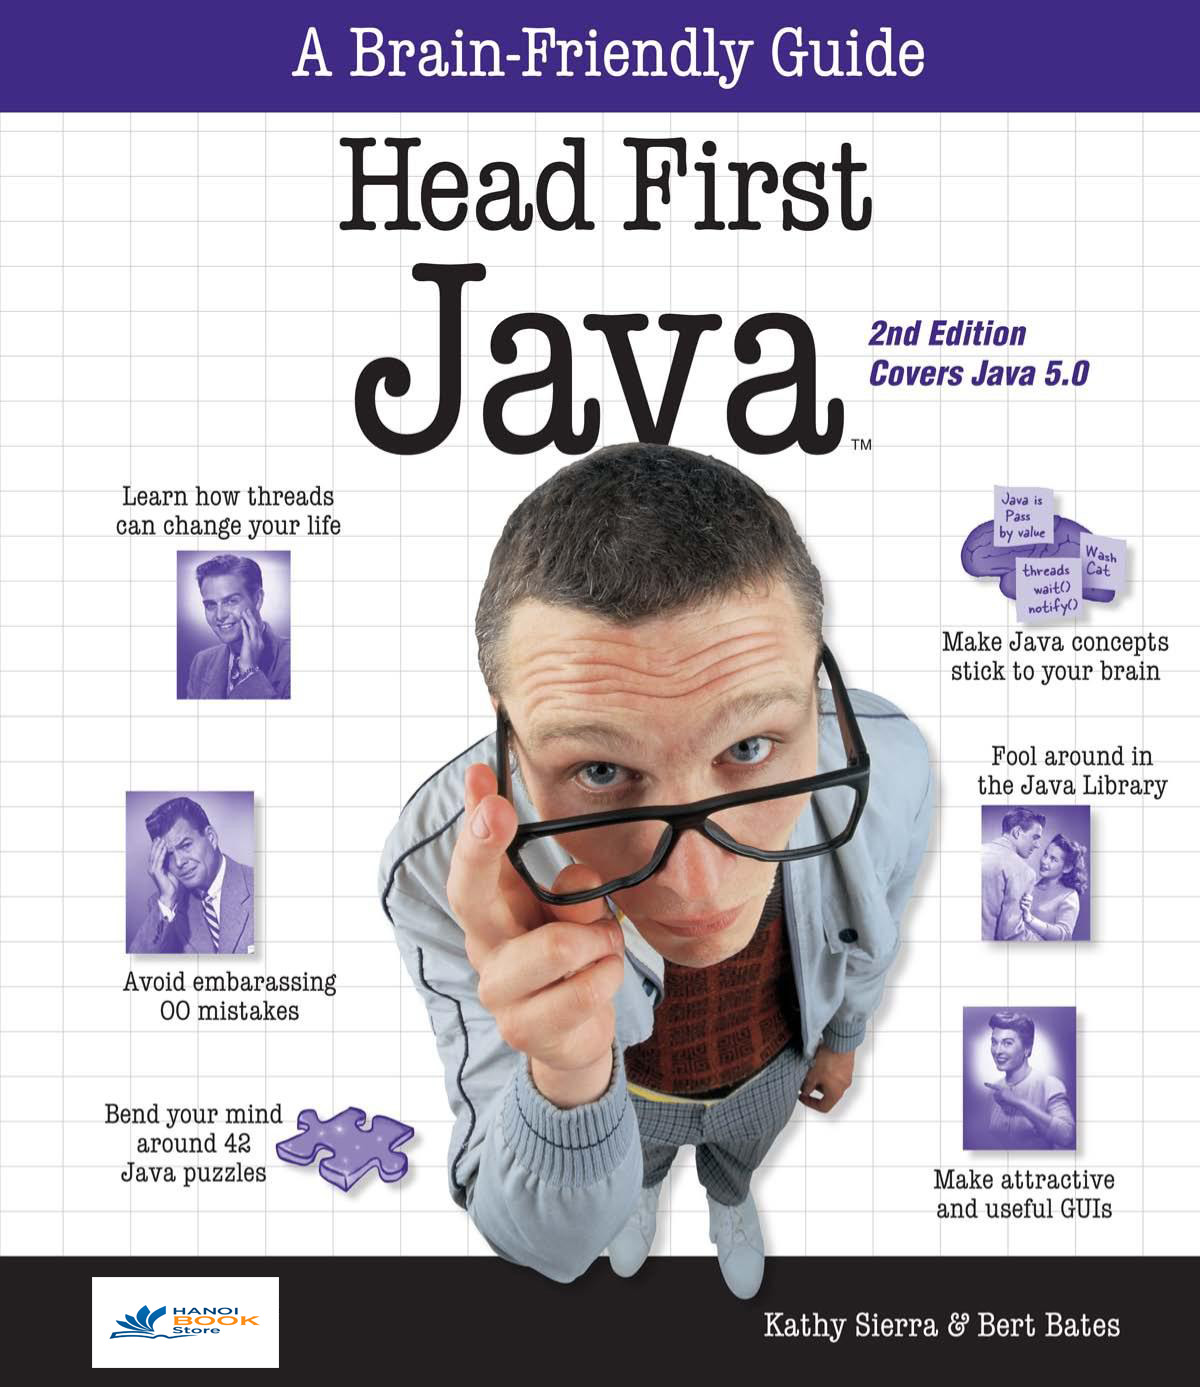 A Brain-Friendly Guide
Head First
Java
TM
2nd Edition
Covers Java 5.0
Learn how threads
can change your life
Java is
Pass
by value
Wash
Cat
threads
wait()
notify()
Make Java concepts
stick to your brain
Fool around in
the Java Library
Avoid embarassing
OO mistakes
Bend your mind
around 42
Java puzzles
Make attractive
and useful GUIs
HANOI
BOOK
Store
Kathy Sierra & Bert Bates